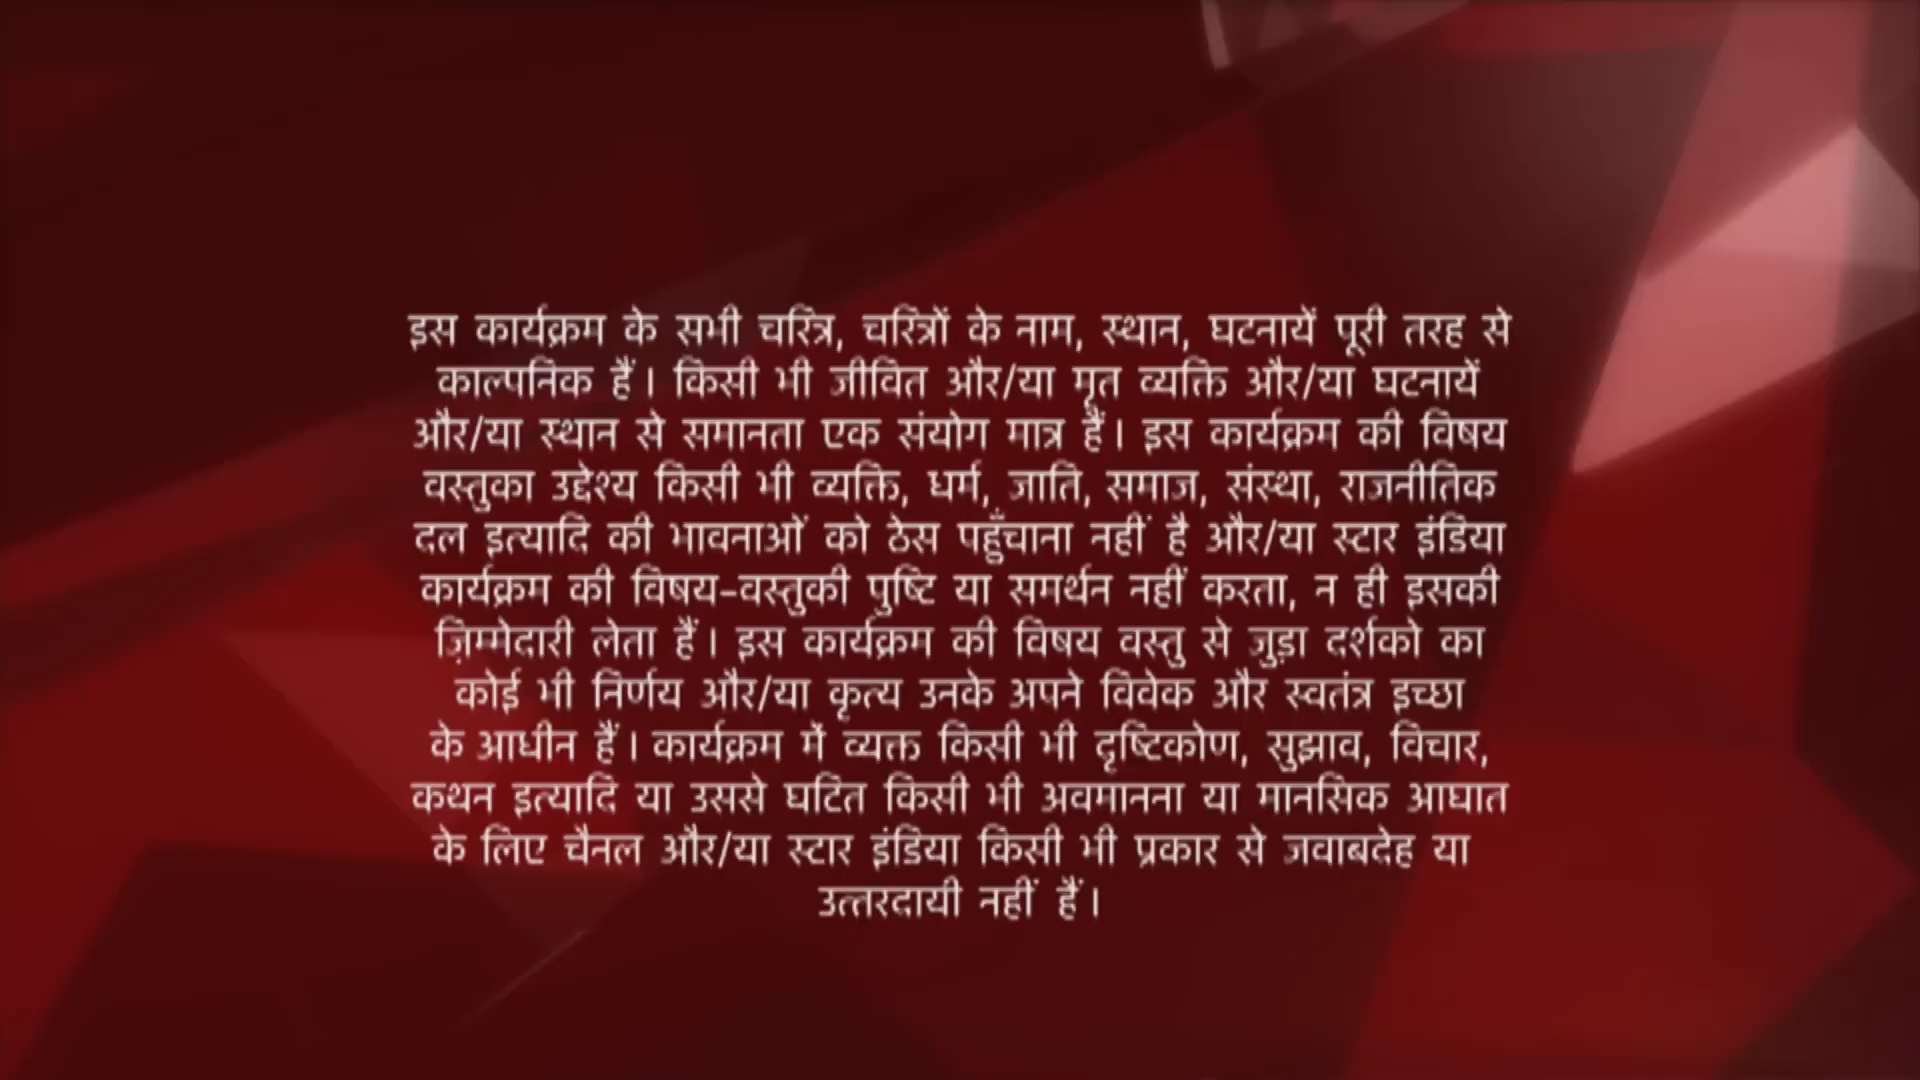 इस कार्यक्रम के सभी चरित्र, चरित्रों के नाम, स्थान, घटनायें पूरी तरह से
काल्पनिक हैं। किसी भी जीवित और/या मृत व्यक्ति और/या घटनायें
और/या स्थान से समानता एक संयोग मात्र हैं। इस कार्यक्रम की विषय
वस्तुका उद्देश्य किसी भी व्यक्ति, धर्म, जाति, समाज, संस्था, राजनीतिक
दल इत्यादि की भावनाओं को ठेस पहुँचाना नहीं है और/या स्टार इंडिया
कार्यक्रम की विषय-वस्तुकी पुष्टि या समर्थन नहीं करता, न ही इसकी
ज़िम्मेदारी लेता हैं। इस कार्यक्रम की विषय वस्तु से जुड़ा दर्शको का
कोई भी निर्णय और/या कृत्य उनके अपने विवेक और स्वतंत्र इच्छा
के आधीन हैं। कार्यक्रम में व्यक्त किसी भी दृष्टिकोण, सुझाव, विचार,
कथन इत्यादि या उससे घटित किसी भी अवमानना या मानसिक आघात
के लिए चैनल और/या स्टार इंडिया किसी भी प्रकार से जवाबदेह या
उत्तरदायी नहीं हैं।